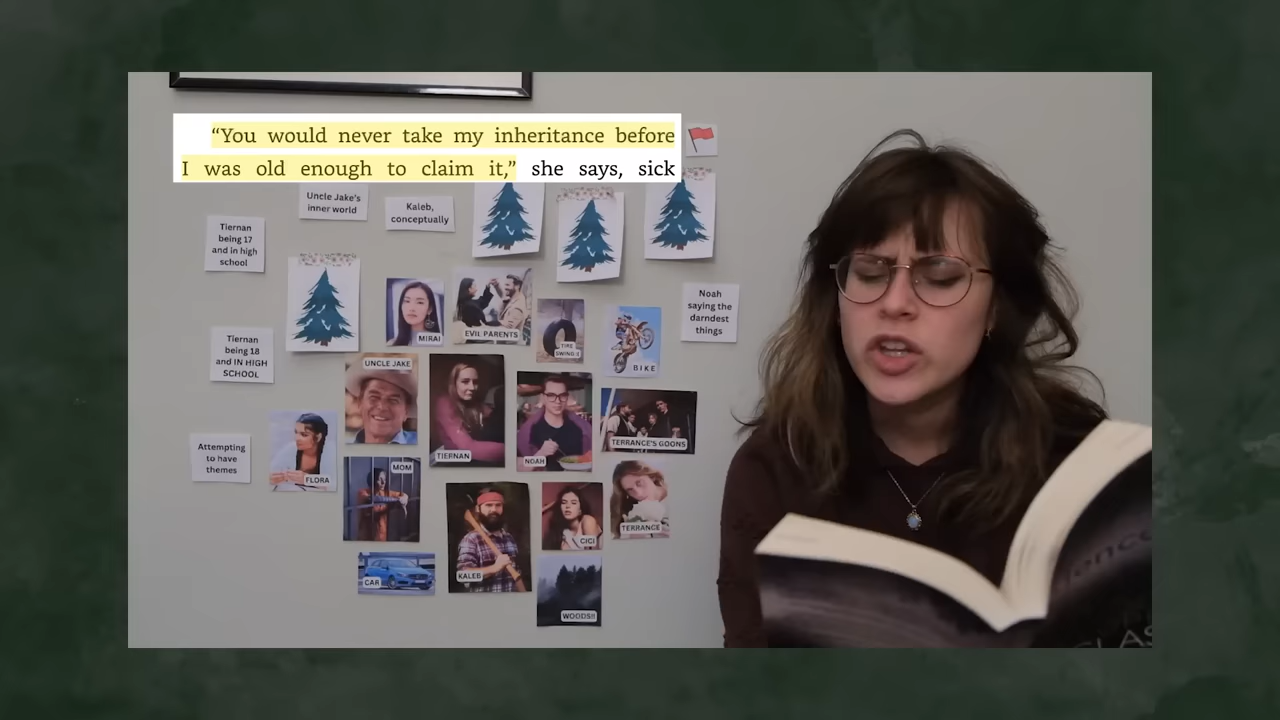 “You would never take my inheritance before
I was old enough to claim it,” she says, sick
Uncle Jake's
inner world
Kaleb,
conceptually
Tiernan
being 17
and in high
school
Noah
saying the
darndest
things
MIRAI
EVIL PARENTS
TIRE
SWING!!
BIKE
Tiernan
being 18
and IN HIGH
SCHOOL
UNCLE JAKE
TIERNAN
NOAH
TERRANCE'S GOONS
Attempting
to have
themes
FLORA
MOM
KALEB
CIGI
TERRANCE
CAR
WOODS!!
CLAS